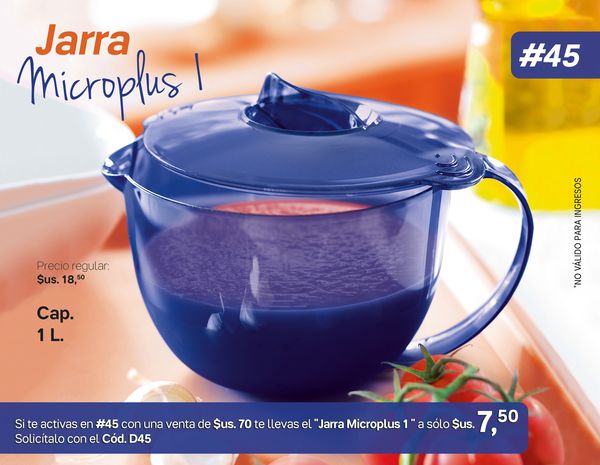 Jarra
Microplus 1
#45
*NO VÁLIDO PARA INGRESOS
Precio regular:
$us. 18,50
Cap.
1 L.
Si te activas en #45 con una venta de $us. 70 te llevas el "Jarra Microplus 1 " a sólo $us. 7,50
Solicítalo con el Cód. D45